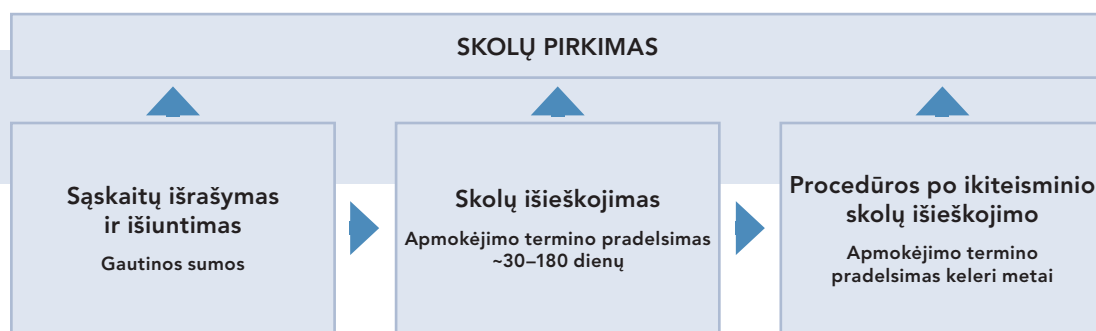 SKOLŲ PIRKIMAS
Sąskaitų išrašymas
ir išiuntimas
Gautinos sumos
Skolų išieškojimas
Apmokėjimo termino pradelsimas
~30–180 dienų
Procedūros po ikiteisminio
skolų išieškojimo
Apmokėjimo termino
pradelsimas keleri metai